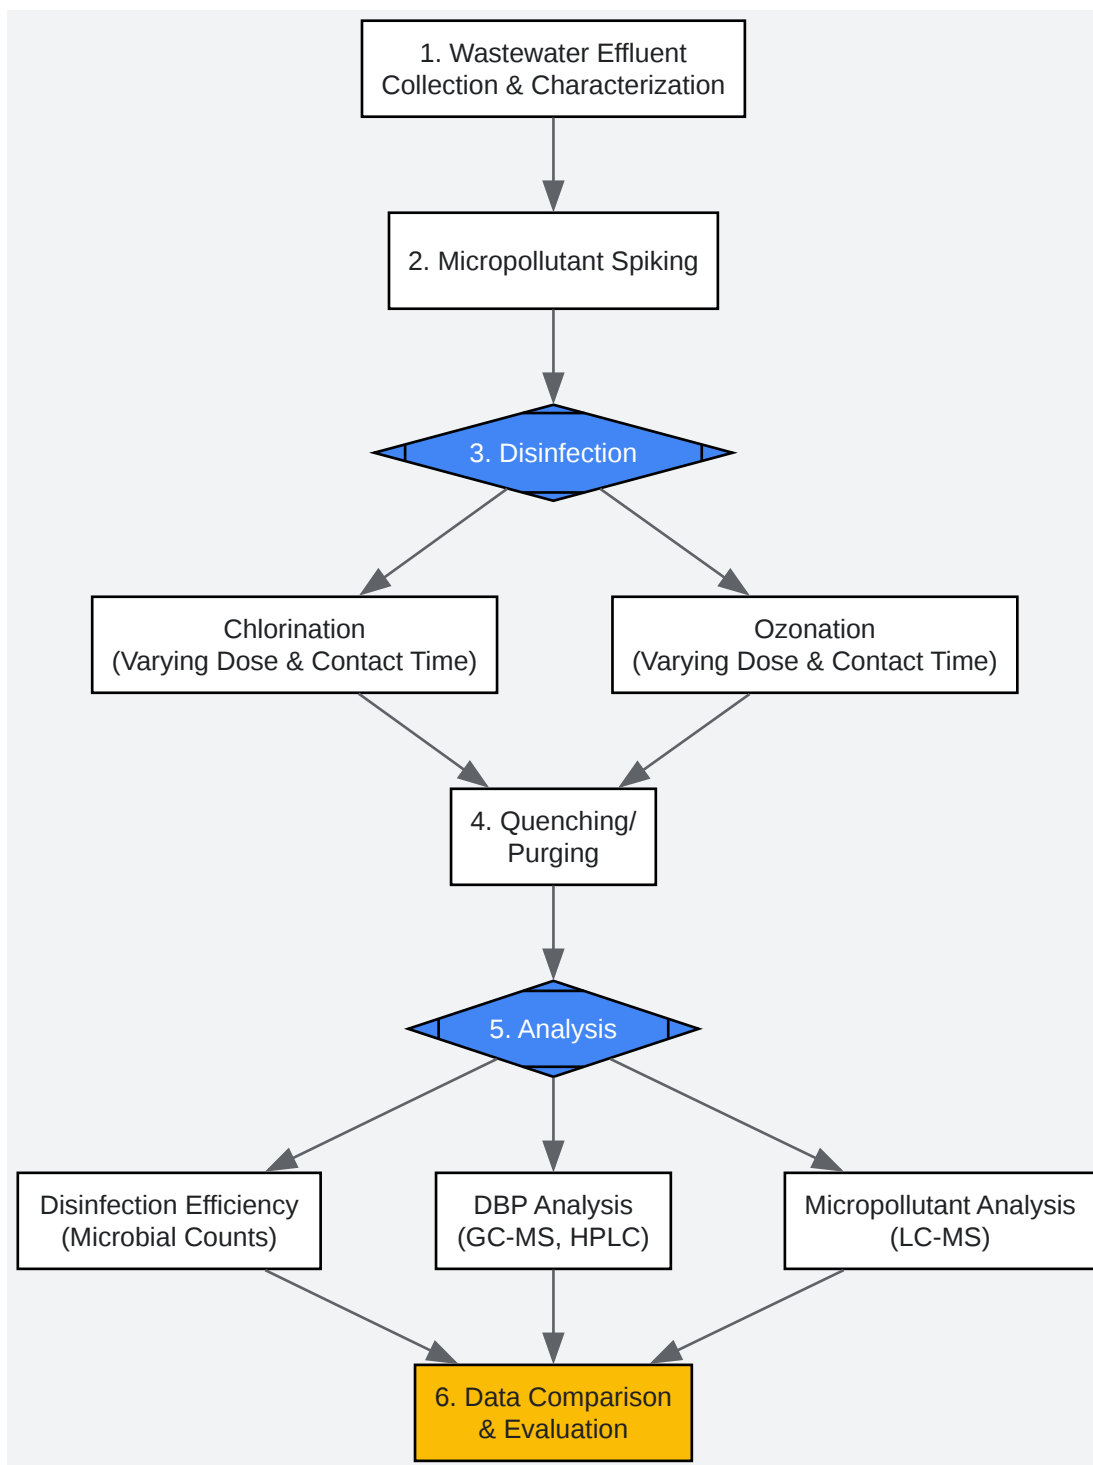 1. Wastewater Effluent
Collection & Characterization
2. Micropollutant Spiking
3. Disinfection
Chlorination
(Varying Dose & Contact Time)
Ozonation
(Varying Dose & Contact Time)
4. Quenching/
Purging
5. Analysis
Disinfection Efficiency
(Microbial Counts)
DBP Analysis
(GC-MS, HPLC)
Micropollutant Analysis
(LC-MS)
6. Data Comparison
& Evaluation